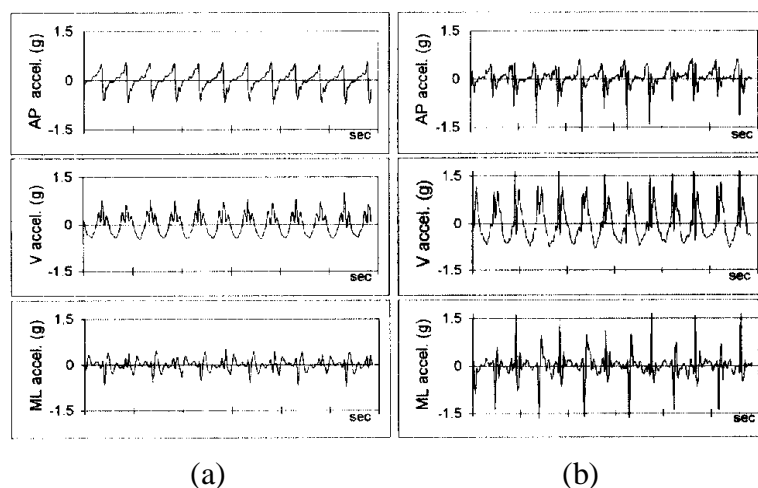 AP accel. (g)
1.5
0
-1.5
sec
V accel. (g)
1.5
0
-1.5
sec
ML accel. (g)
1.5
0
-1.5
sec
(a)
AP accel. (g)
1.5
0
-1.5
sec
V accel. (g)
1.5
0
-1.5
sec
ML accel. (g)
1.5
0
-1.5
sec
(b)